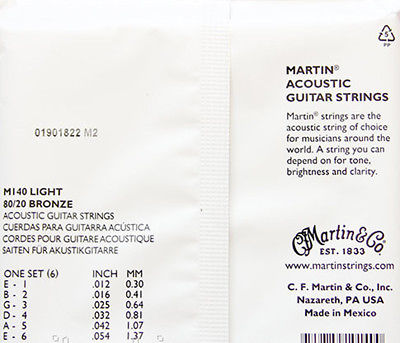 01901822 M2
M140 LIGHT
80/20 BRONZE
ACOUSTIC GUITAR STRINGS
CUERDAS PARA GUITARRA ACÚSTICA
CORDES POUR GUITARE ACOUSTIQUE
SAITEN FÜR AKUSTIKGITARRE
ONE SET (6) INCH MM
E - 1 .012 0.30
B - 2 .016 0.41
G - 3 .025 0.64
D - 4 .032 0.81
A - 5 .042 1.07
E - 6 .054 1.37
5
PP
MARTIN®
ACOUSTIC
GUITAR STRINGS
Martin® strings are the
acoustic string of choice
for musicians around the
world. A string you can
depend on for tone,
brightness and clarity.
Martin & Co.
EST. 1833
www.martinstrings.com
C. F. Martin & Co., Inc.
Nazareth, PA USA
Made in Mexico